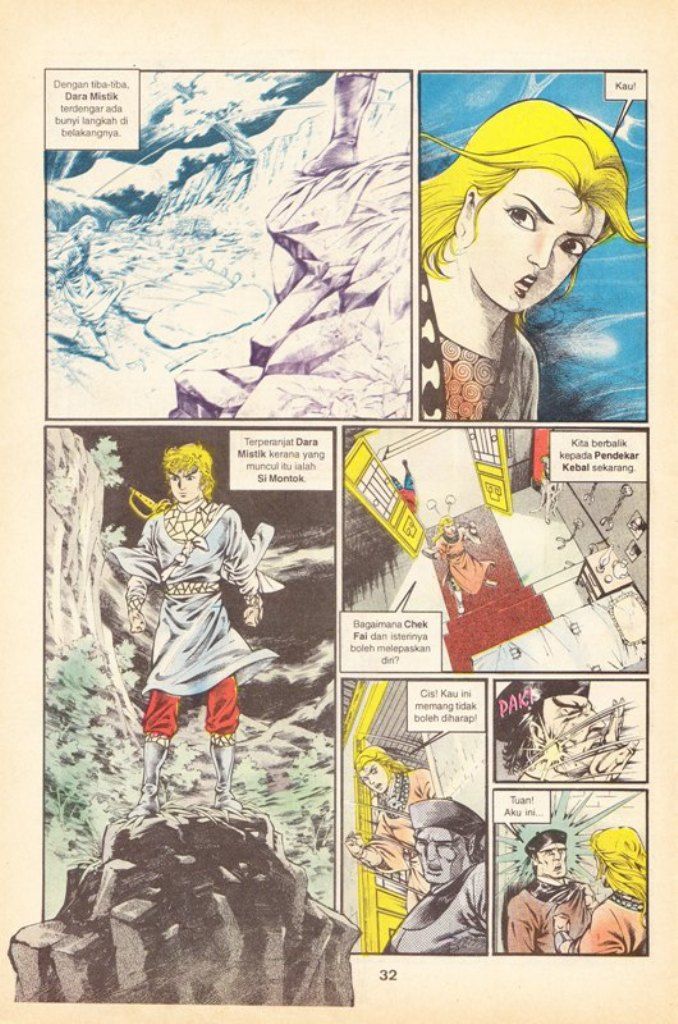 Dengan tiba-tiba,
Dara Mistik
terdengar ada
bunyi langkah di
belakangnya.
Kau!
Terperanjat Dara
Mistik kerana yang
muncul itu ialah
Si Montok.
Kita berbalik
kepada Pendekar
Kebal sekarang.
Bagaimana Chek
Fai dan isterinya
boleh melepaskan
diri?
Cis! Kau ini
memang tidak
boleh diharap!
PAK!
Tuan!
Aku ini...
32